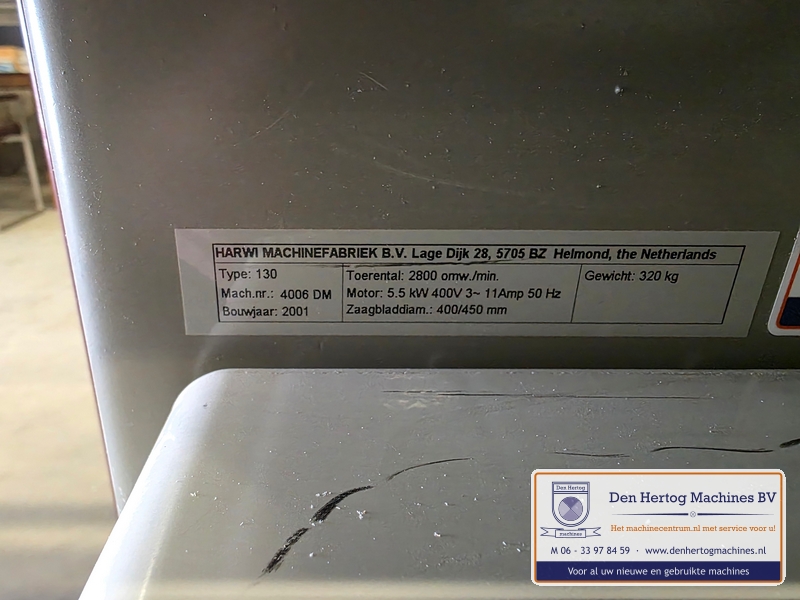 HARWI MACHINEFABRIEK B.V. Lage Dijk 28, 5705 BZ Helmond, the Netherlands
Type: 130
Mach.nr.: 4006 DM
Bouwjaar: 2001
Toerental: 2800 omw./min.
Motor: 5.5 kW 400V 3~ 11Amp 50 Hz
Zaagbladdiam.: 400/450 mm
Gewicht: 320 kg
Den Hertog
machines
Den Hertog Machines BV
Het machinecentrum.nl met service voor u!
M 06 - 33 97 84 59 · www.denhertogmachines.nl
Voor al uw nieuwe en gebruikte machines